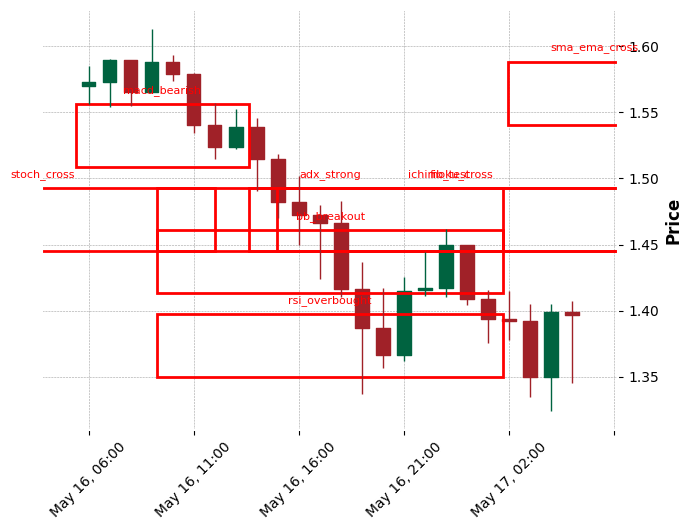 sma_ema_cross
1.60
macd_bearish
1.55
stoch_cross
adx_strong
1.50
bb_breakout
Price
1.45
rsi_overbought
1.40
1.35
May 16, 06:00
May 16, 11:00
May 16, 16:00
May 16, 21:00
May 17, 02:00